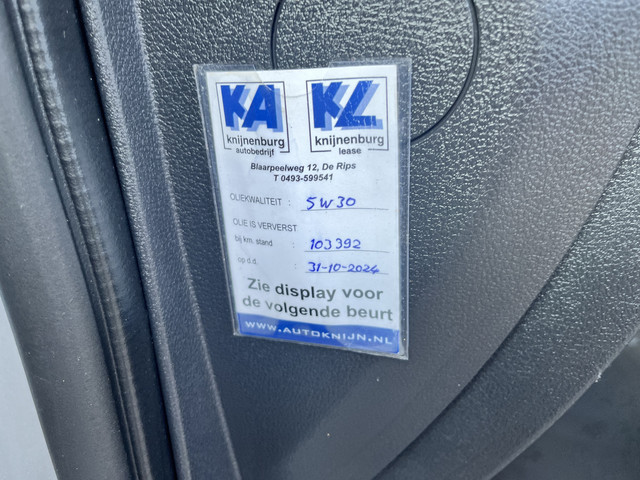 KA KL
knijnenburg knijnenburg
autobedrijf lease
Blaarpeelweg 12, De Rips
T 0493-599541
OLIEKWALITEIT : 5W30
OLIE IS VERVERST
bij km. stand : 103392
op d.d. : 31-10-2024
Zie display voor
de volgende beurt
WWW.AUTOKNIJN.NL